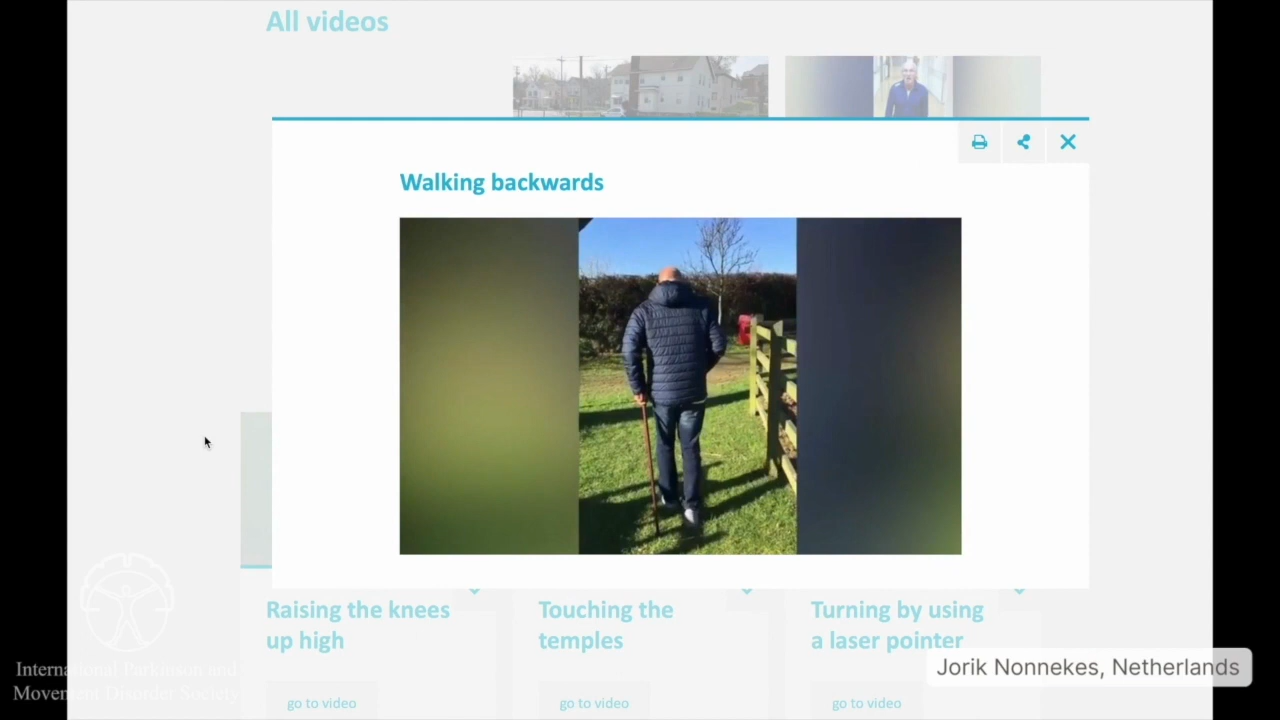 All videos
Walking backwards
Raising the knees
up high
Touching the
temples
Turning by using
a laser pointer
go to video
go to video
go to video
International Parkinson and
Movement Disorder Society
Jorik Nonnekes, Netherlands